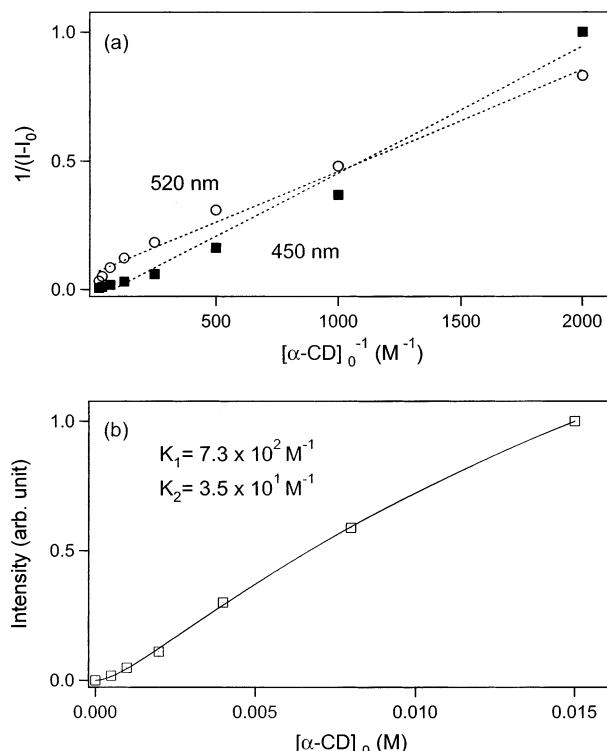 (a)
1.0
0.5
0.0
1/(I-I₀)
520 nm
450 nm
500
1000
1500
2000
[α-CD]₀⁻¹ (M⁻¹)
(b)
K₁= 7.3 x 10² M⁻¹
K₂= 3.5 x 10¹ M⁻¹
1.0
0.5
0.0
Intensity (arb. unit)
0.000
0.005
0.010
0.015
[α-CD]₀ (M)